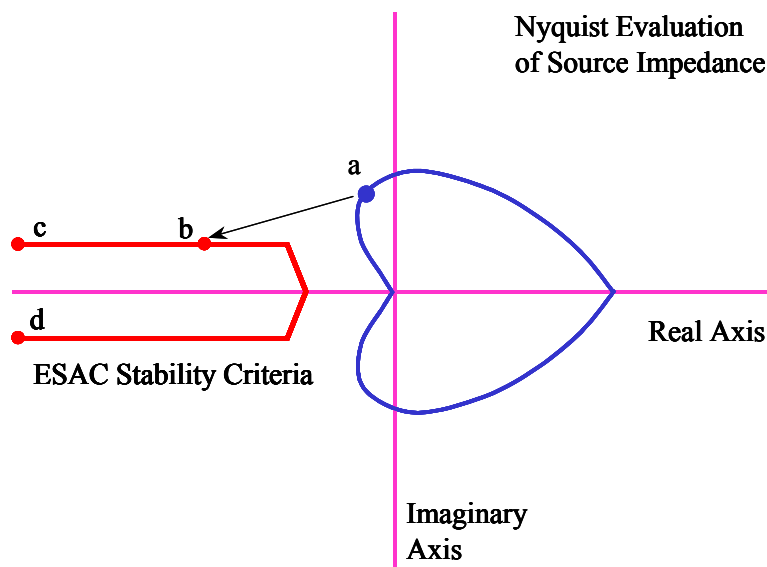 Nyquist Evaluation
of Source Impedance
a
c
b
d
Real Axis
ESAC Stability Criteria
Imaginary
Axis